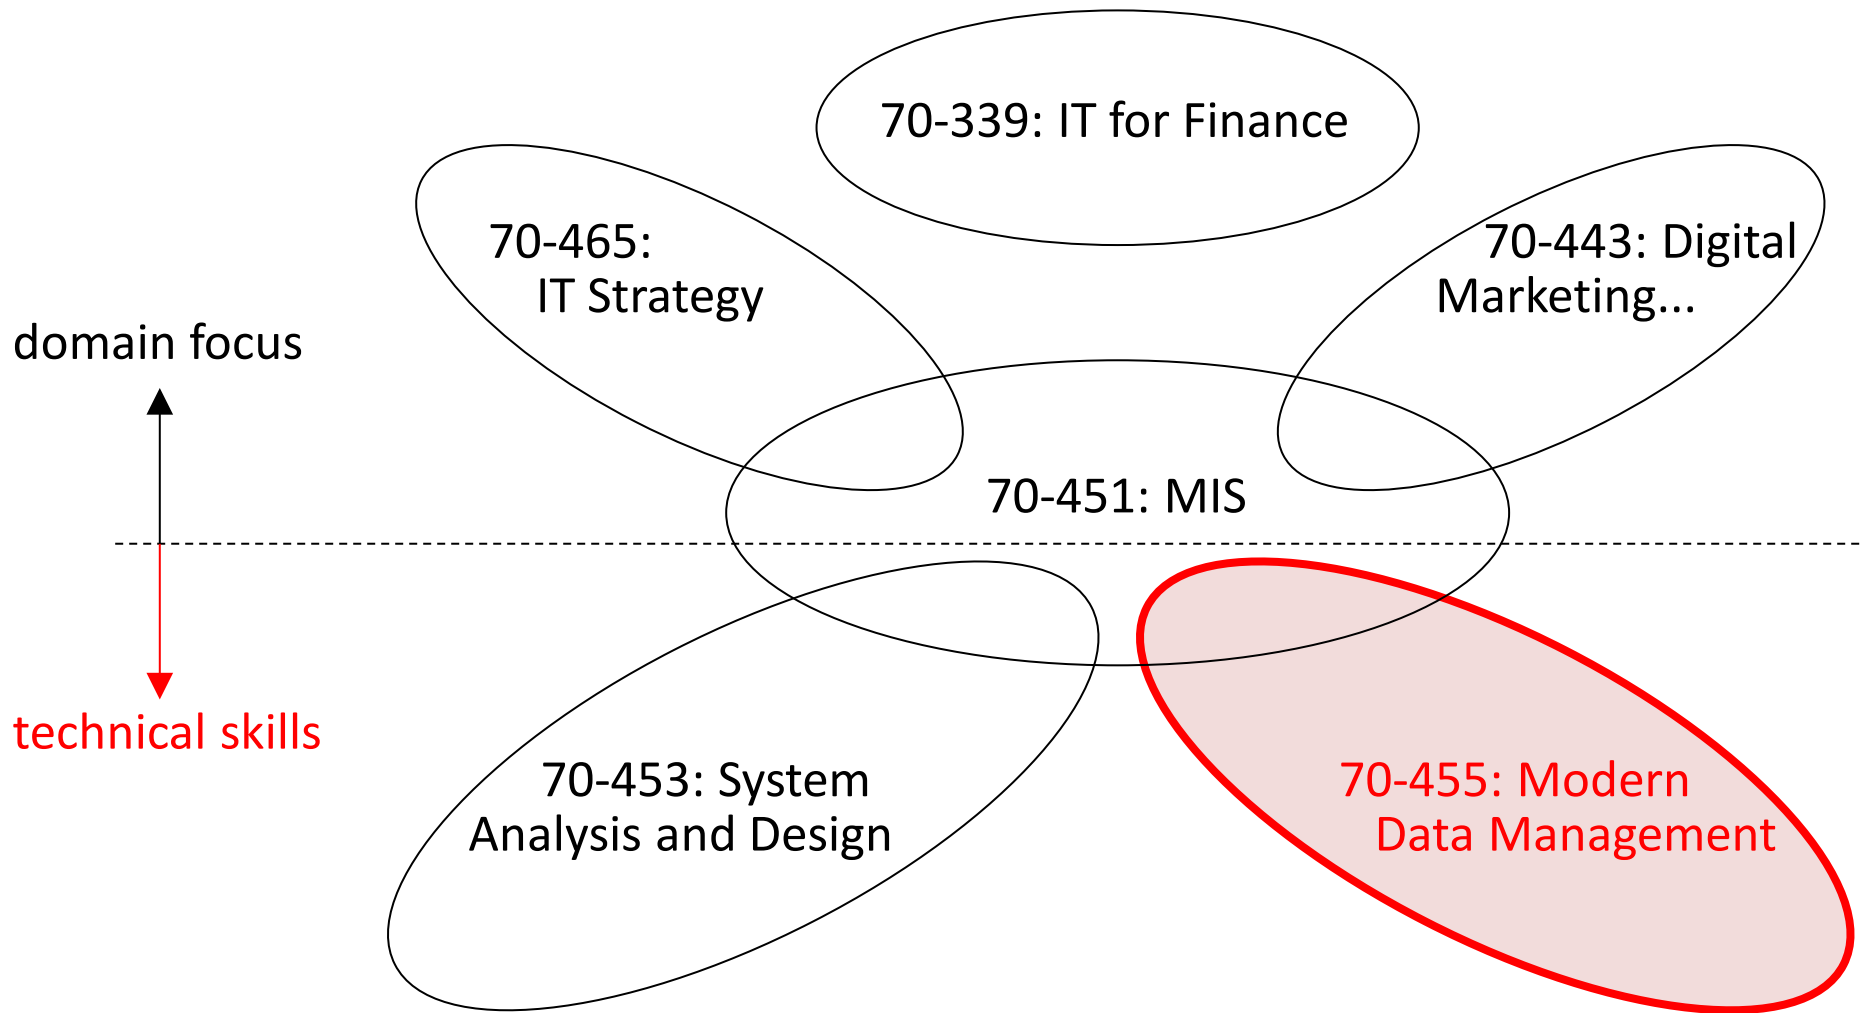 70-339: IT for Finance
70-465:
IT Strategy
70-443: Digital
Marketing...
domain focus
70-451: MIS
technical skills
70-453: System
Analysis and Design
70-455: Modern
Data Management